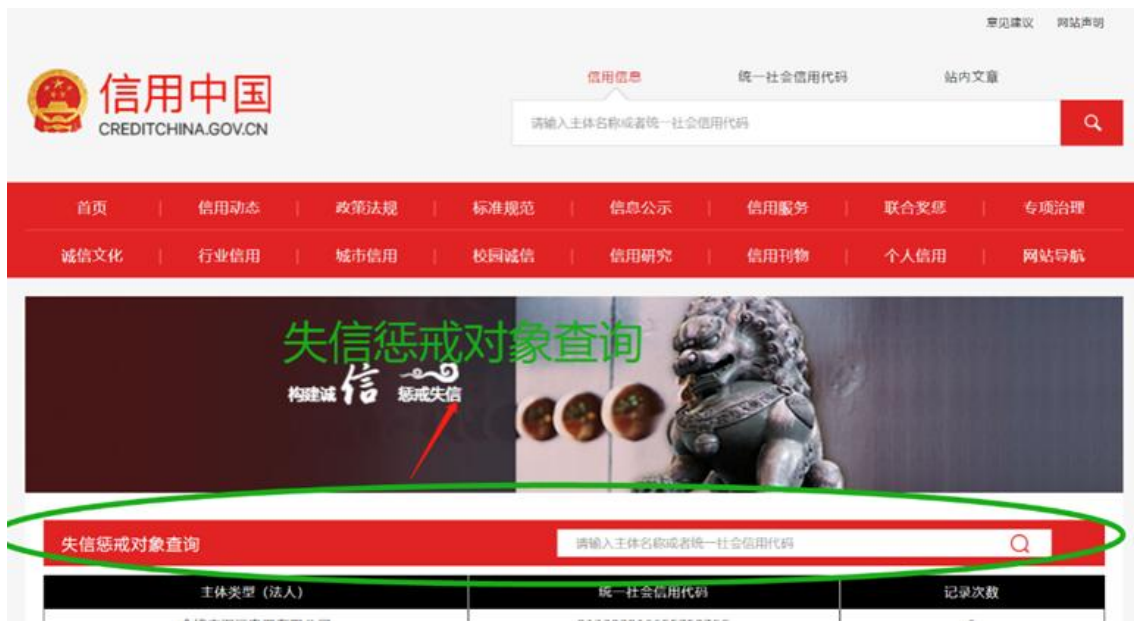 意见建议 网站声明
信用信息 统一社会信用代码 站内文章
信用中国
CREDITCHINA.GOV.CN
请输入主体名称或者统一社会信用代码
首页 信用动态 政策法规 标准规范 信息公示 信用服务 联合奖惩 专项治理
诚信文化 行业信用 城市信用 校园诚信 信用研究 信用刊物 个人信用 网站导航
失信惩戒对象查询
构建诚信 惩戒失信
失信惩戒对象查询 请输入主体名称或者统一社会信用代码
主体类型（法人） 统一社会信用代码 记录次数